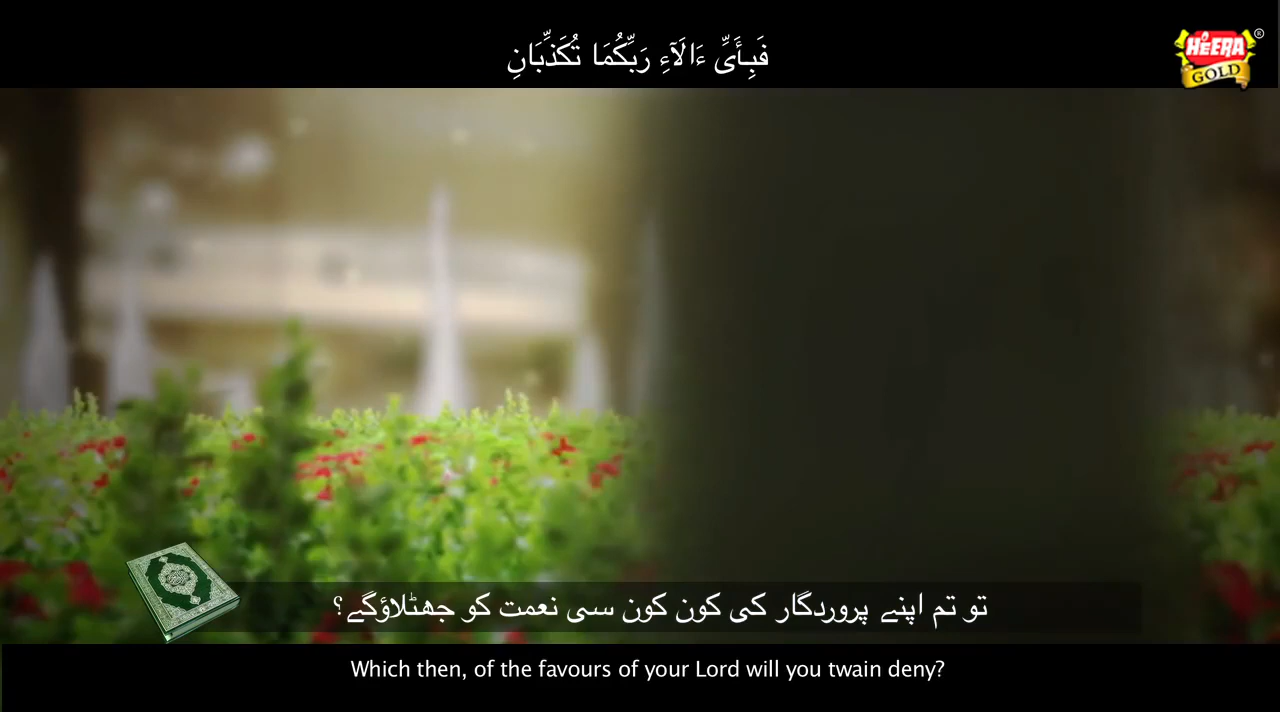 فَبِأَيِّ ءَالَآءِ رَبِّكُمَا تُكَذِّبَانِ
HEERA
GOLD
®
تو تم اپنے پروردگار کی کون کون سی نعمت کو جھٹلاؤگے؟
Which then, of the favours of your Lord will you twain deny?